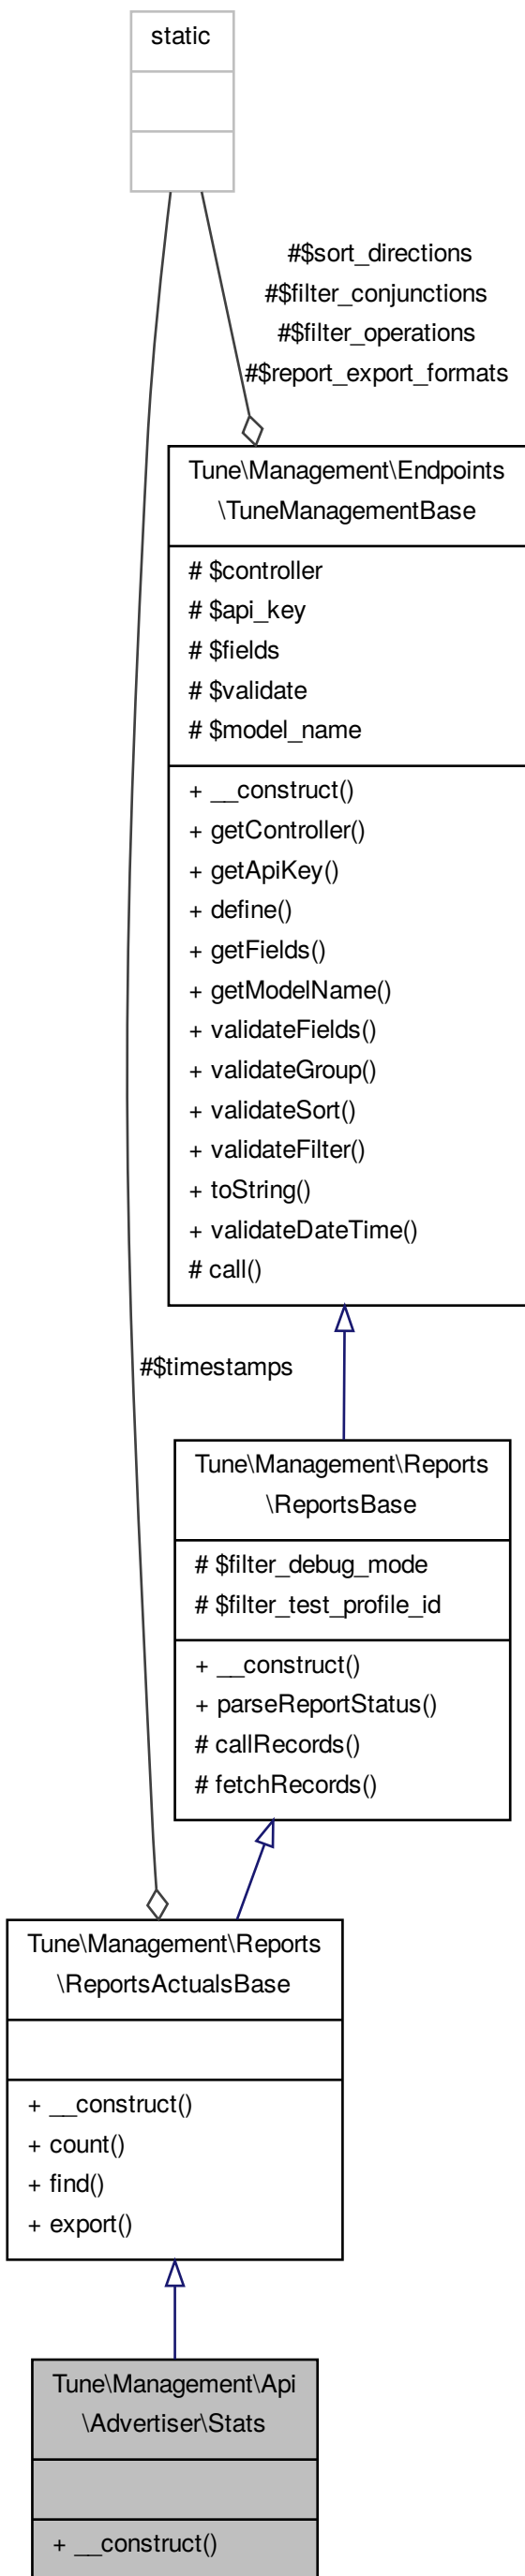 static
#$sort_directions
#$filter_conjunctions
#$filter_operations
#$report_export_formats
Tune\Management\Endpoints
\TuneManagementBase
# $controller
# $api_key
# $fields
# $validate
# $model_name
+ __construct()
+ getController()
+ getApiKey()
+ define()
+ getFields()
+ getModelName()
+ validateFields()
+ validateGroup()
+ validateSort()
+ validateFilter()
+ toString()
+ validateDateTime()
# call()
#$timestamps
Tune\Management\Reports
\ReportsBase
# $filter_debug_mode
# $filter_test_profile_id
+ __construct()
+ parseReportStatus()
# callRecords()
# fetchRecords()
Tune\Management\Reports
\ReportsActualsBase
+ __construct()
+ count()
+ find()
+ export()
Tune\Management\Api
\Advertiser\Stats
+ __construct()